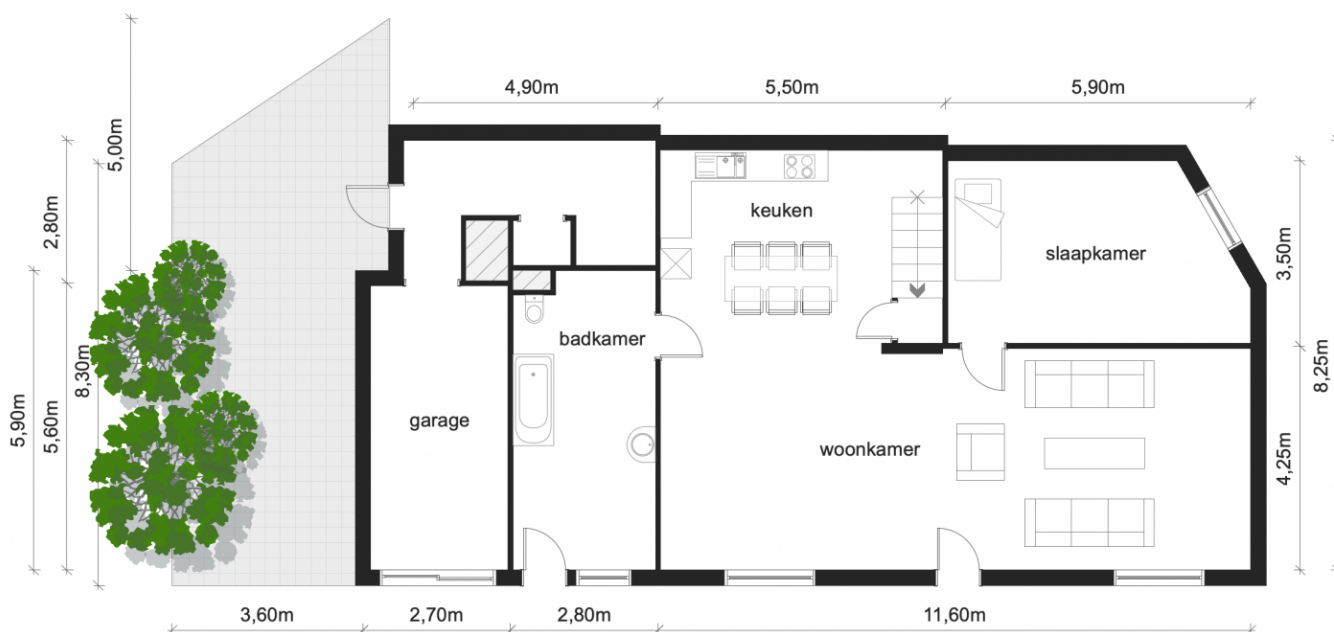 4,90m
5,50m
5,90m
5,00m
2,80m
keuken
slaapkamer
3,50m
badkamer
8,30m
8,25m
5,90m
5,60m
garage
woonkamer
4,25m
3,60m
2,70m
2,80m
11,60m